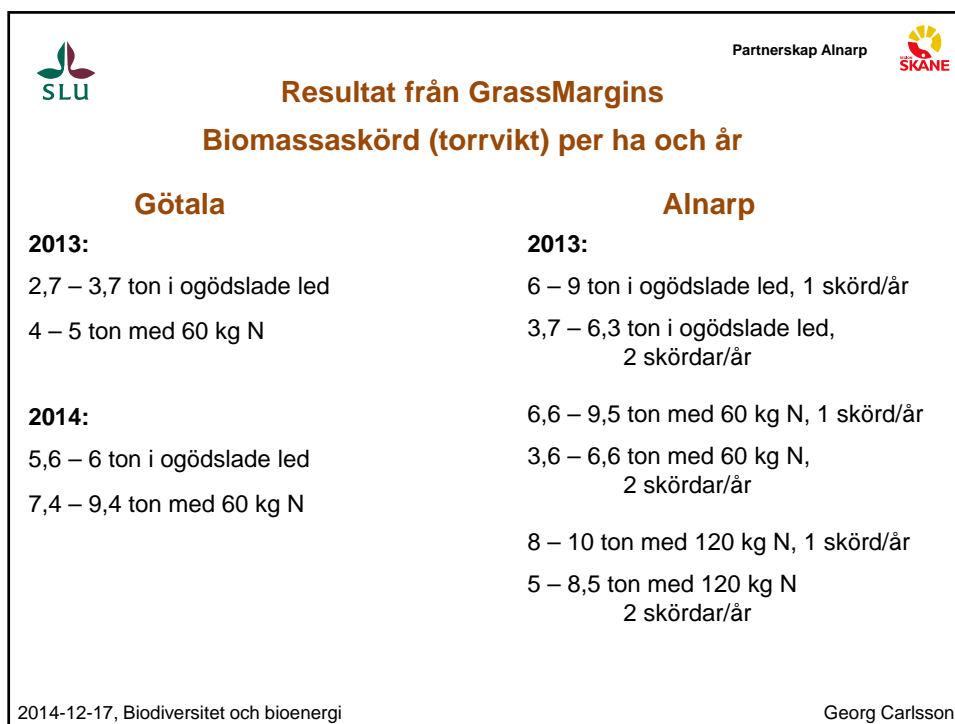 SLU
Partnerskap Alnarp
SKÅNE
Resultat från GrassMargins
Biomassaskörd (torrvikt) per ha och år
Götala
2013:
2,7 – 3,7 ton i ogödslade led
4 – 5 ton med 60 kg N
2014:
5,6 – 6 ton i ogödslade led
7,4 – 9,4 ton med 60 kg N
Alnarp
2013:
6 – 9 ton i ogödslade led, 1 skörd/år
3,7 – 6,3 ton i ogödslade led,
2 skördar/år
6,6 – 9,5 ton med 60 kg N, 1 skörd/år
3,6 – 6,6 ton med 60 kg N,
2 skördar/år
8 – 10 ton med 120 kg N, 1 skörd/år
5 – 8,5 ton med 120 kg N
2 skördar/år
2014-12-17, Biodiversitet och bioenergi
Georg Carlsson